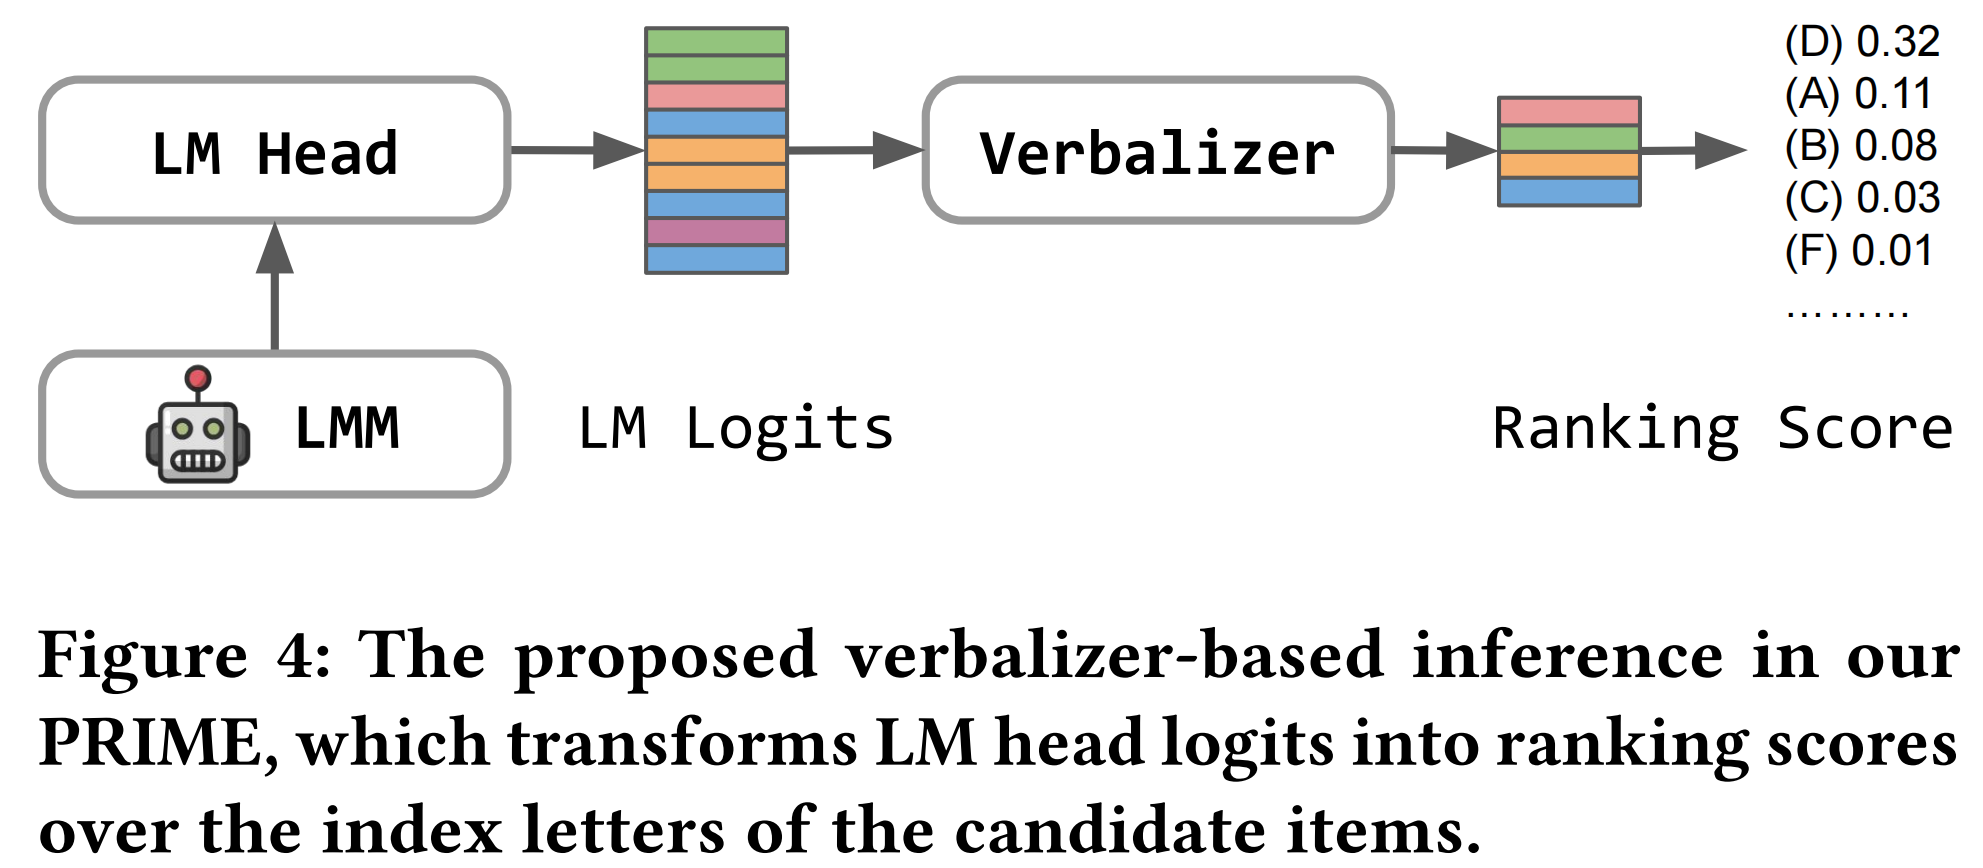 LM Head
Verbalizer
(D) 0.32
(A) 0.11
(B) 0.08
(C) 0.03
(F) 0.01
.........
LMM
LM Logits
Ranking Score
Figure 4: The proposed verbalizer-based inference in our
PRIME, which transforms LM head logits into ranking scores
over the index letters of the candidate items.